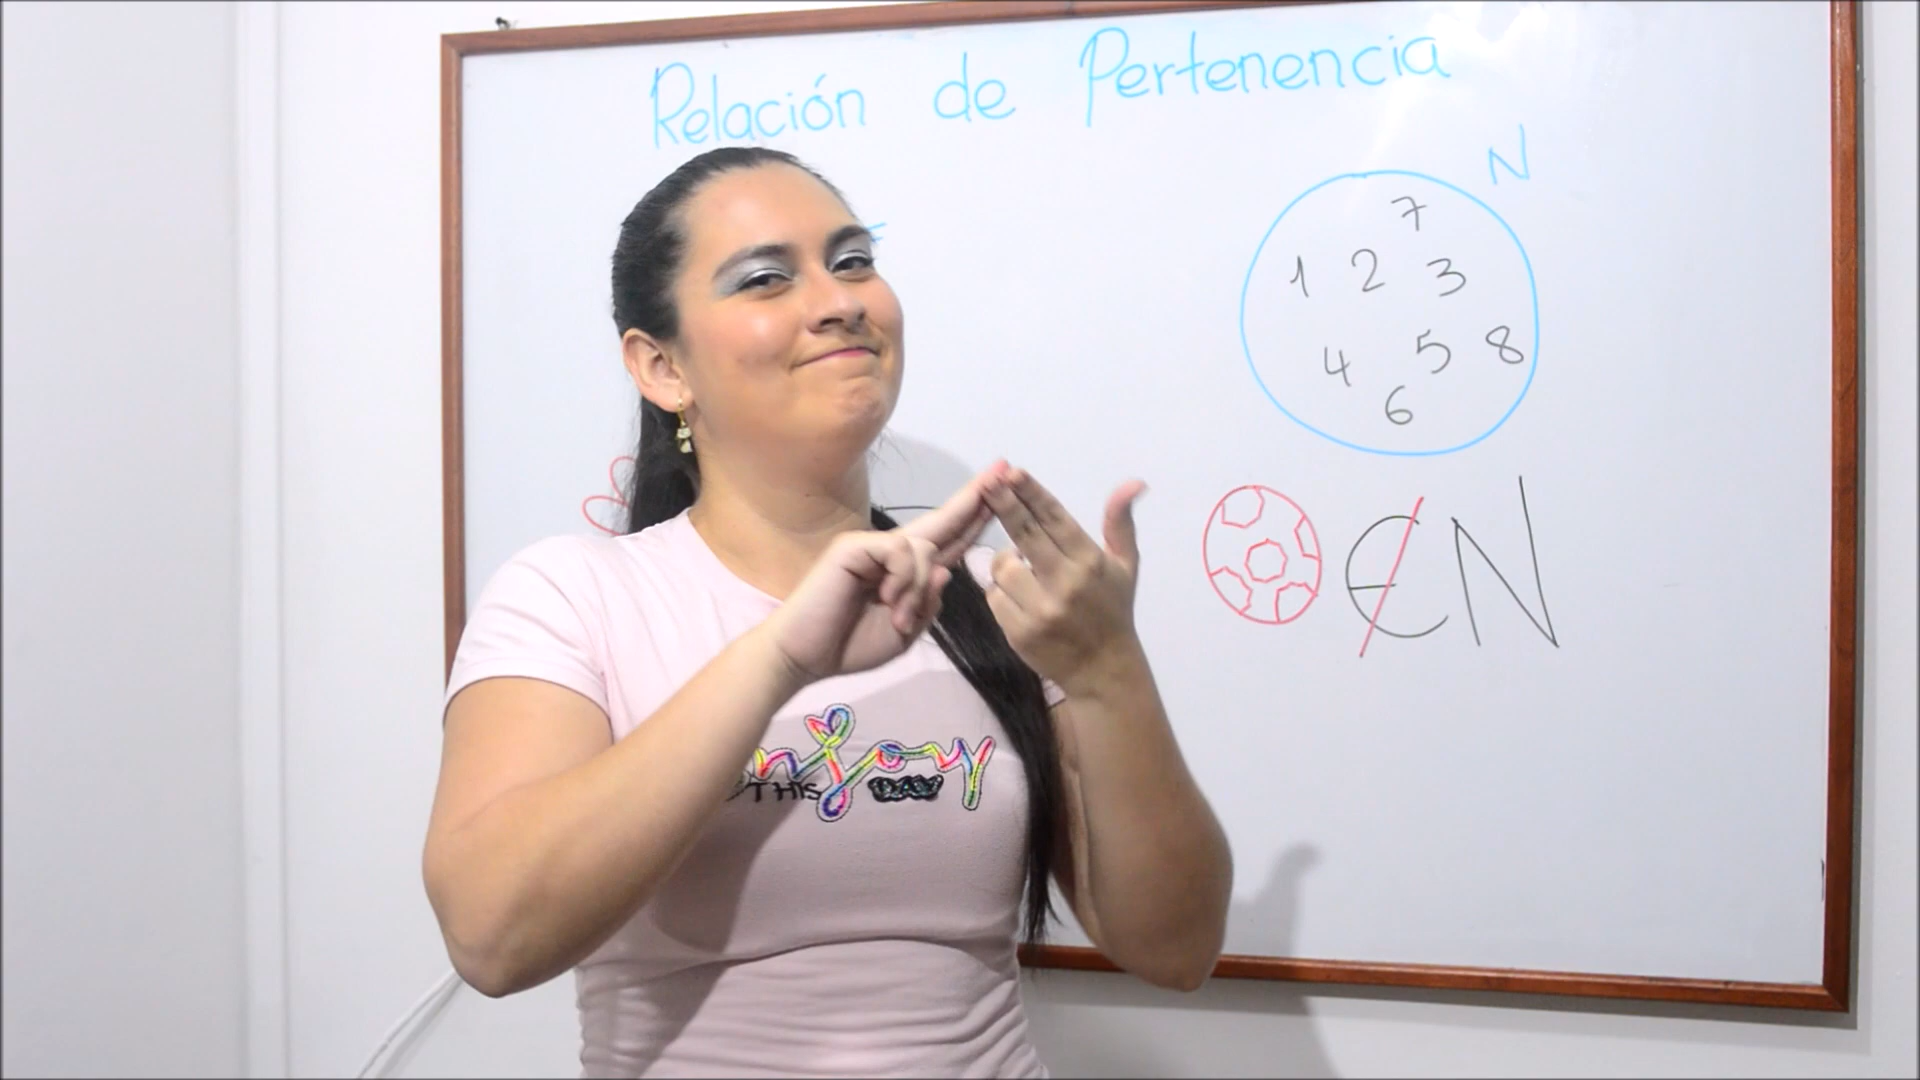 Relación de Pertenencia
N
7
1 2 3
4 5 8
6
∉ N
enjoy
THIS DAY